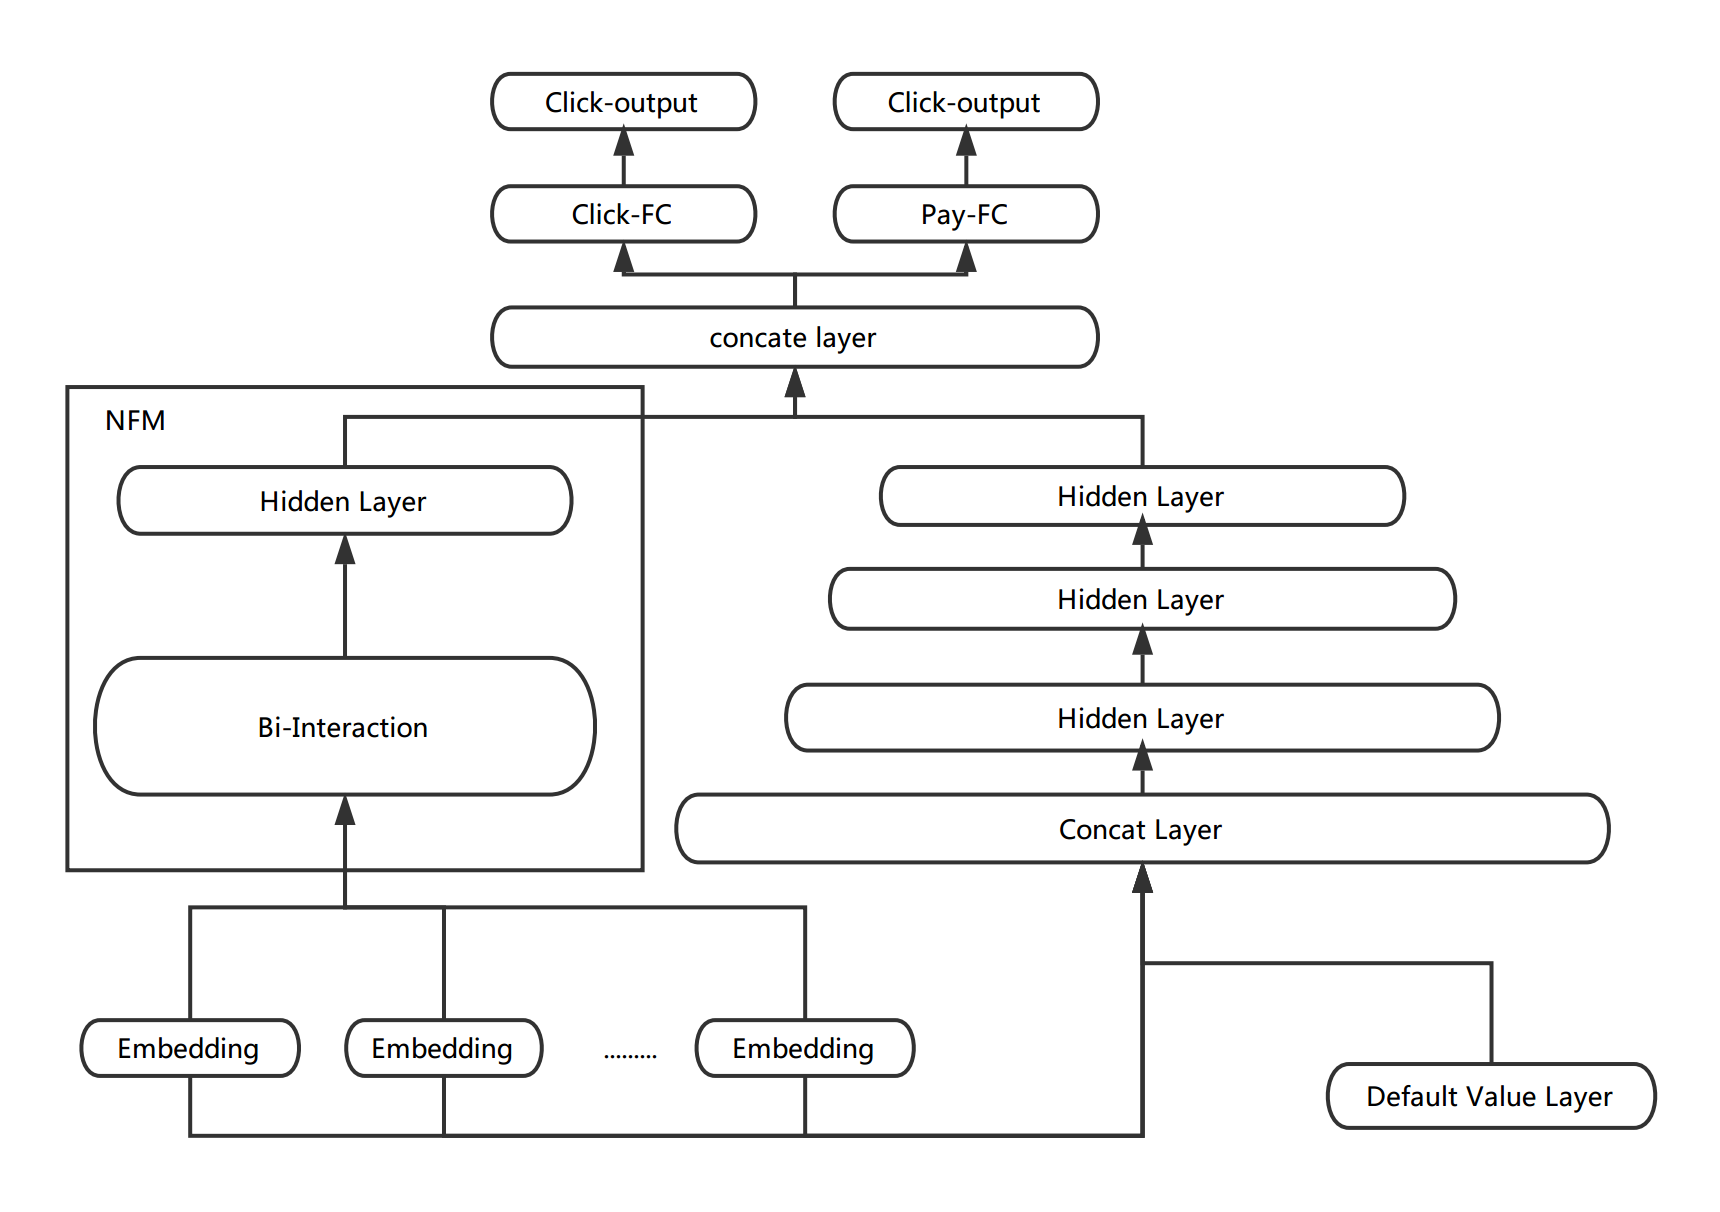 Click-output
Click-output
Click-FC
Pay-FC
concate layer
NFM
Hidden Layer
Hidden Layer
Hidden Layer
Bi-Interaction
Hidden Layer
Concat Layer
Embedding
Embedding
.........
Embedding
Default Value Layer